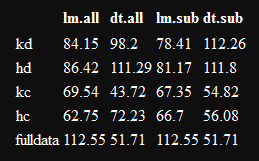 lm.all dt.all lm.sub dt.sub
kd 84.15 98.2 78.41 112.26
hd 86.42 111.29 81.17 111.8
kc 69.54 43.72 67.35 54.82
hc 62.75 72.23 66.7 56.08
fulldata 112.55 51.71 112.55 51.71